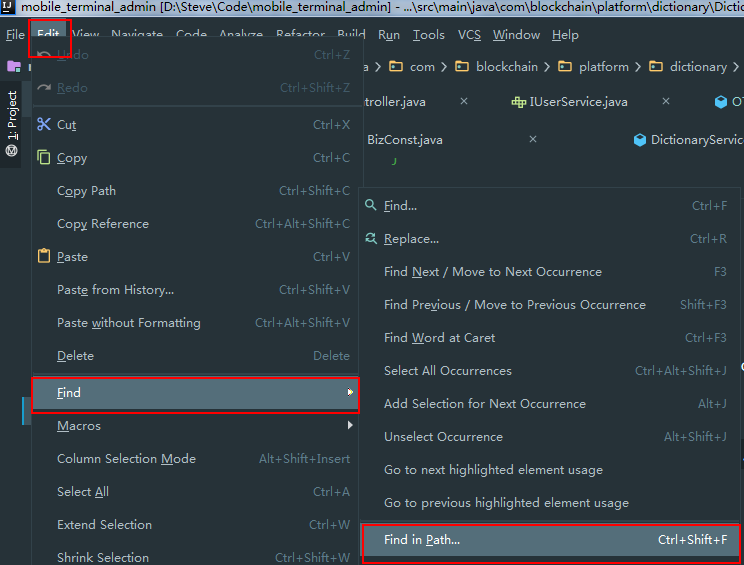 mobile_terminal_admin [D:\Steve\Code\mobile_terminal_admin] - ...\src\main\java\com\blockchain\platform\dictionary\Dictio
File Edit View Navigate Code Analyze Refactor Build Run Tools VCS Window Help
a com blockchain platform dictionary
1: Project
troller.java IUserService.java OT
BizConst.java DictionaryService
Undo Ctrl+Z
Redo Ctrl+Shift+Z
Cut Ctrl+X
Copy Ctrl+C
Copy Path Ctrl+Shift+C
Copy Reference Ctrl+Alt+Shift+C
Paste Ctrl+V
Paste from History... Ctrl+Shift+V
Paste without Formatting Ctrl+Alt+Shift+V
Delete Delete
Find
Macros
Column Selection Mode Alt+Shift+Insert
Select All Ctrl+A
Extend Selection Ctrl+W
Shrink Selection Ctrl+Shift+W
Find... Ctrl+F
Replace... Ctrl+R
Find Next / Move to Next Occurrence F3
Find Previous / Move to Previous Occurrence Shift+F3
Find Word at Caret Ctrl+F3
Select All Occurrences Ctrl+Alt+Shift+J
Add Selection for Next Occurrence Alt+J
Unselect Occurrence Alt+Shift+J
Go to next highlighted element usage
Go to previous highlighted element usage
Find in Path... Ctrl+Shift+F